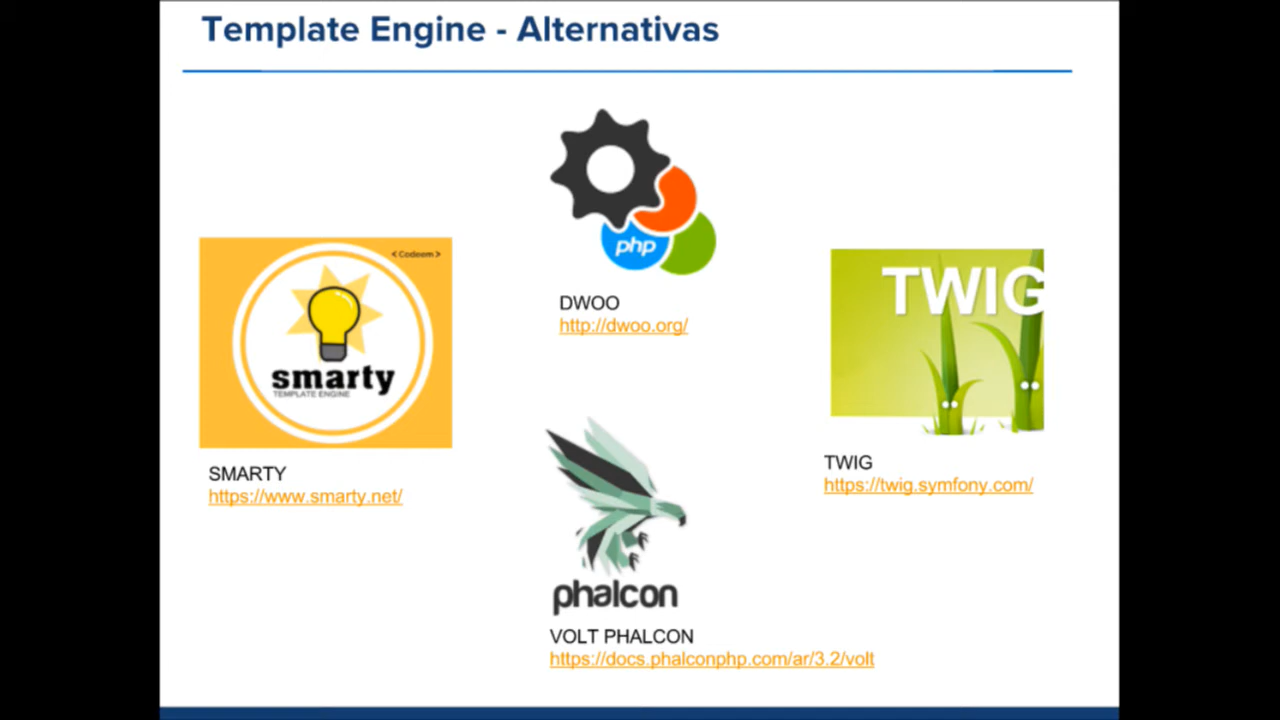 Template Engine - Alternativas
php
DWOO
http://dwoo.org/
< Codeem >
smarty
TEMPLATE ENGINE
SMARTY
https://www.smarty.net/
TWIG
TWIG
https://twig.symfony.com/
phalcon
VOLT PHALCON
https://docs.phalconphp.com/ar/3.2/volt